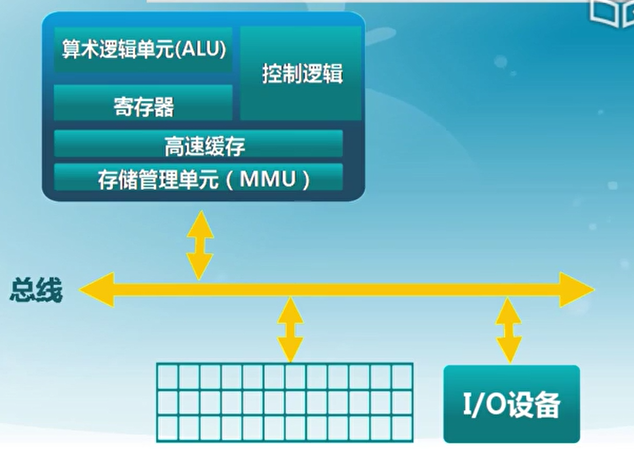 算术逻辑单元(ALU)
控制逻辑
寄存器
高速缓存
存储管理单元（MMU）
总线
I/O设备